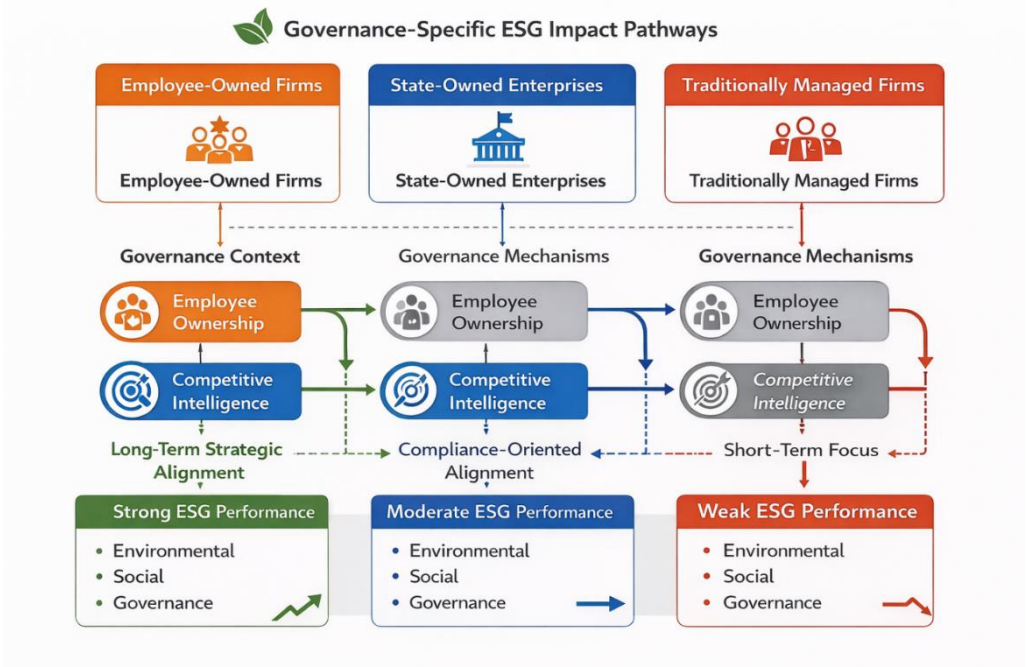 Governance-Specific ESG Impact Pathways
Employee-Owned Firms
Employee-Owned Firms
State-Owned Enterprises
State-Owned Enterprises
Traditionally Managed Firms
Traditionally Managed Firms
Governance Context
Governance Mechanisms
Governance Mechanisms
Employee
Ownership
Employee
Ownership
Employee
Ownership
Competitive
Intelligence
Competitive
Intelligence
Competitive
Intelligence
Long-Term Strategic
Alignment
Compliance-Oriented
Alignment
Short-Term Focus
Strong ESG Performance
• Environmental
• Social
• Governance
Moderate ESG Performance
• Environmental
• Social
• Governance
Weak ESG Performance
• Environmental
• Social
• Governance